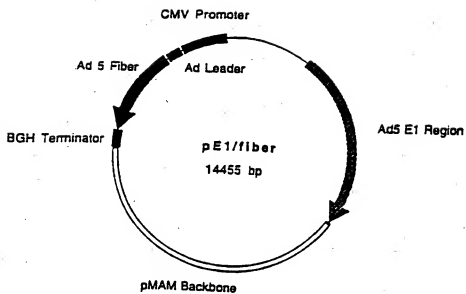 CMV Promoter
Ad 5 Fiber
Ad Leader
BGH Terminator
pE1/fiber
14455 bp
Ad5 E1 Region
pMAM Backbone